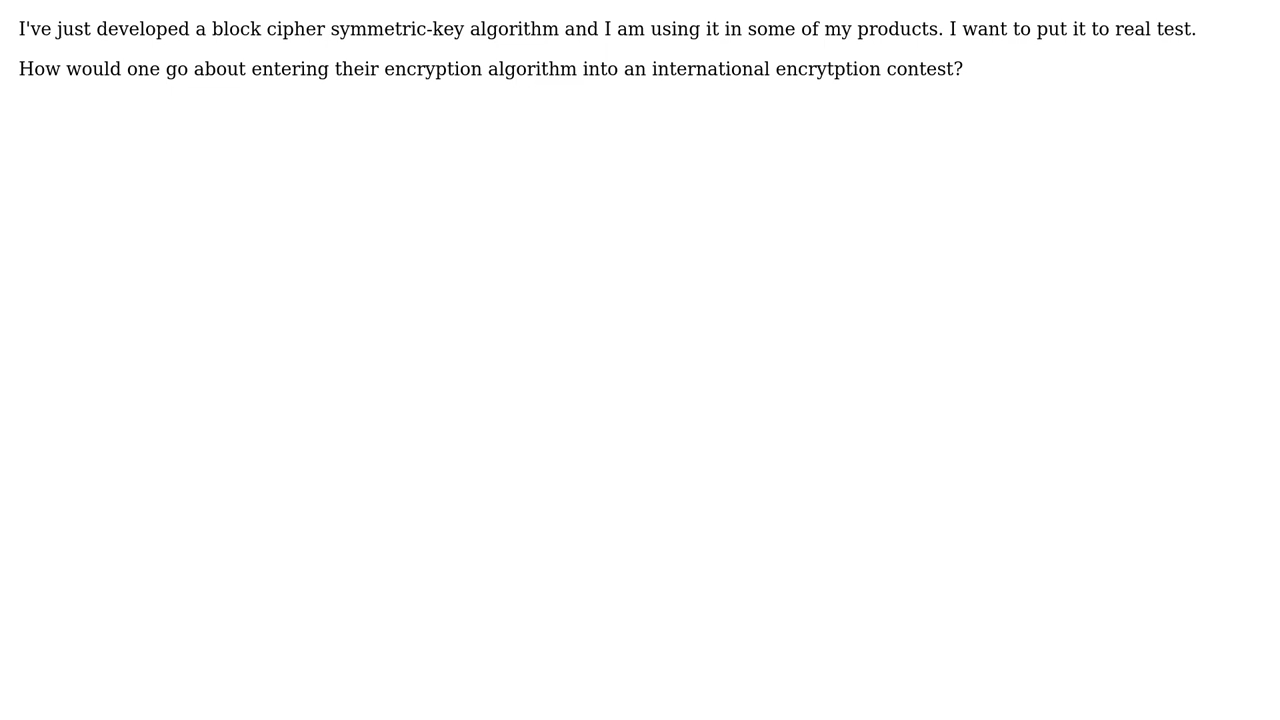 I've just developed a block cipher symmetric-key algorithm and I am using it in some of my products. I want to put it to real test.
How would one go about entering their encryption algorithm into an international encrytption contest?